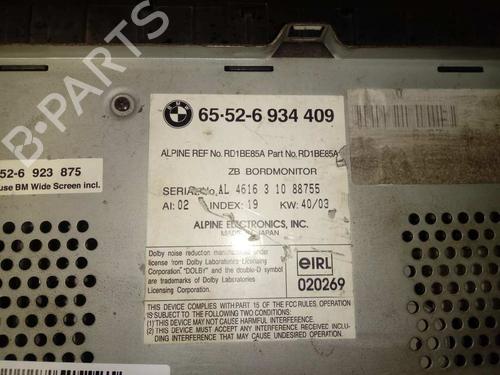 B-PARTS
BMW
65-52-6 934 409
ALPINE REF No. RD1BE85A Part No. RD1BE85A
ZB BORDMONITOR
SERIAL No. AL 4616 3 10 88755
AI: 02 INDEX: 19 KW: 40/03
ALPINE ELECTRONICS, INC.
MADE IN JAPAN
Dolby noise reduction manufactured under
license from Dolby Laboratories Licensing
Corporation. "DOLBY" and the double-D symbol
are trademarks of Dolby Laboratories
Licensing Corporation.
eIRL
020269
THIS DEVICE COMPLIES WITH PART 15 OF THE FCC RULES. OPERATION
IS SUBJECT TO THE FOLLOWING TWO CONDITIONS:
(1) THIS DEVICE MAY NOT CAUSE HARMFUL INTERFERENCE.
(2) THIS DEVICE MUST ACCEPT ANY INTERFERENCE RECEIVED, INCLU-
DING INTERFERENCE THAT MAY CAUSE UNDESIRED OPERATION.
52-6 923 875
use BM Wide Screen incl.